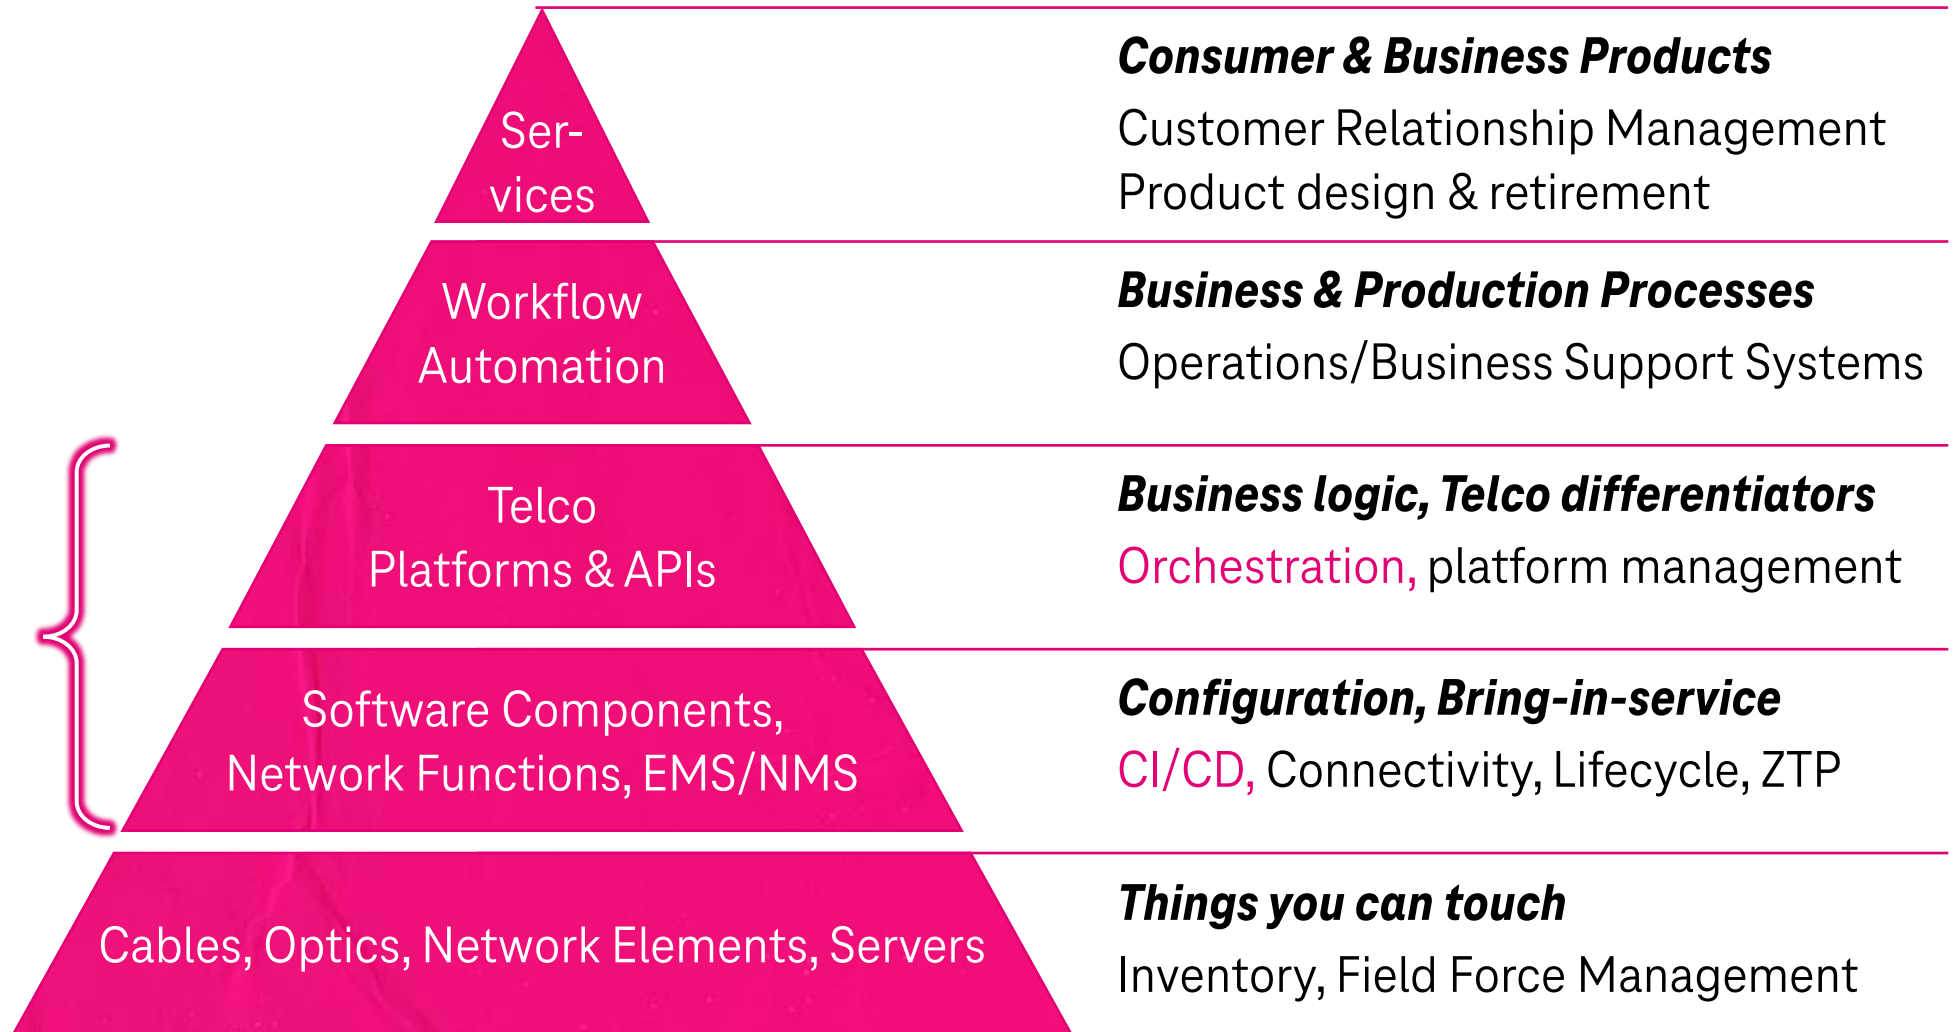 Ser-
vices
Consumer & Business Products
Customer Relationship Management
Product design & retirement
Workflow
Automation
Business & Production Processes
Operations/Business Support Systems
Telco
Platforms & APIs
Business logic, Telco differentiators
Orchestration, platform management
Software Components,
Network Functions, EMS/NMS
Configuration, Bring-in-service
CI/CD, Connectivity, Lifecycle, ZTP
Cables, Optics, Network Elements, Servers
Things you can touch
Inventory, Field Force Management